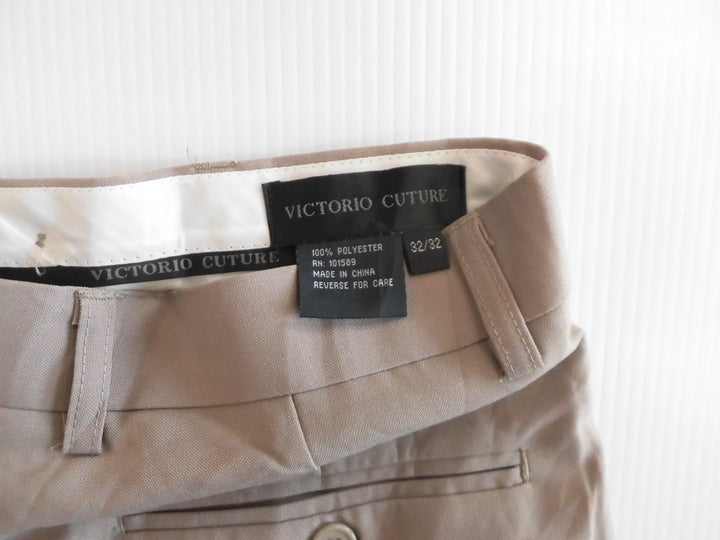 VICTORIO CUTURE
VICTORIO CUTURE
100% POLYESTER
RN: 101589
MADE IN CHINA
REVERSE FOR CARE
32/32